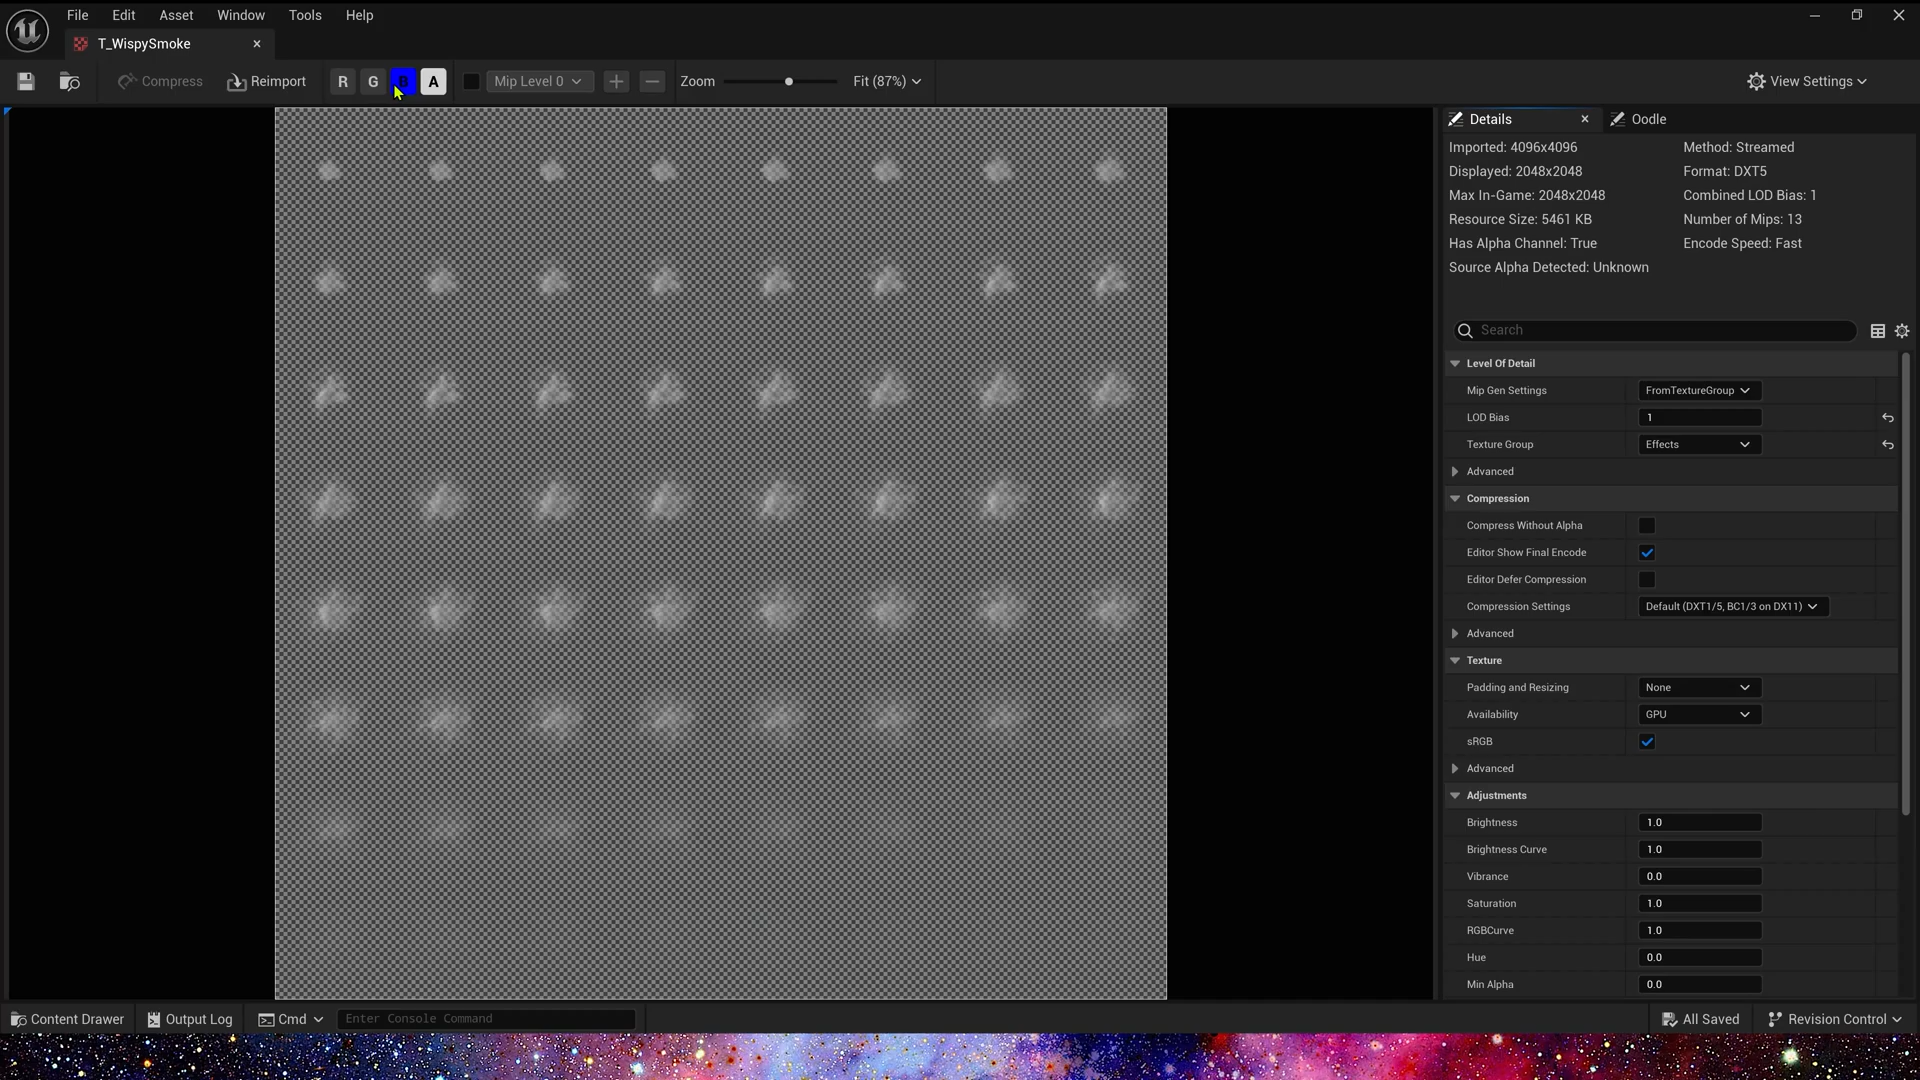 File Edit Asset Window Tools Help
T_WispySmoke
Compress Reimport R G B A Mip Level 0 Zoom Fit (87%) View Settings
Details Oodle
Imported: 4096x4096 Method: Streamed
Displayed: 2048x2048 Format: DXT5
Max In-Game: 2048x2048 Combined LOD Bias: 1
Resource Size: 5461 KB Number of Mips: 13
Has Alpha Channel: True Encode Speed: Fast
Source Alpha Detected: Unknown
Search
Level Of Detail
Mip Gen Settings FromTextureGroup
LOD Bias 1
Texture Group Effects
Advanced
Compression
Compress Without Alpha
Editor Show Final Encode
Editor Defer Compression
Compression Settings Default (DXT1/5, BC1/3 on DX11)
Advanced
Texture
Padding and Resizing None
Availability GPU
sRGB
Advanced
Adjustments
Brightness 1.0
Brightness Curve 1.0
Vibrance 0.0
Saturation 1.0
RGBCurve 1.0
Hue 0.0
Min Alpha 0.0
Content Drawer Output Log Cmd Enter Console Command All Saved Revision Control